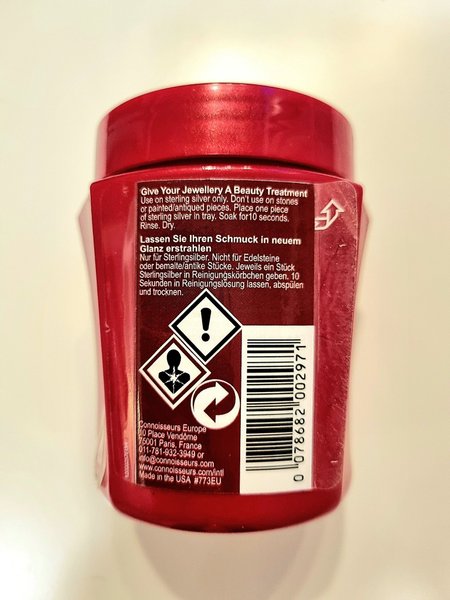 Give Your Jewellery A Beauty Treatment
Use on sterling silver only. Don't use on stones
or painted/antiqued pieces. Place one piece
of sterling silver in tray. Soak for10 seconds.
Rinse. Dry.
Lassen Sie Ihren Schmuck in neuem
Glanz erstrahlen
Nur für Sterlingsilber. Nicht für Edelsteine
oder bemalte/antike Stücke. Jeweils ein Stück
Sterlingsilber in Reinigungskörbchen geben. 10
Sekunden in Reinigungslösung lassen, abspülen
und trocknen.
Connoisseurs Europe
10 Place Vendôme
75001 Paris, France
011-781-932-3949 or
info@connoisseurs.com
www.connoisseurs.com/intl
Made in the USA #773EU
0 078682 002971